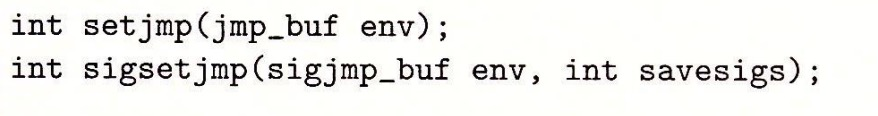 int setjmp(jmp_buf env);
int sigsetjmp(sigjmp_buf env, int savesigs);